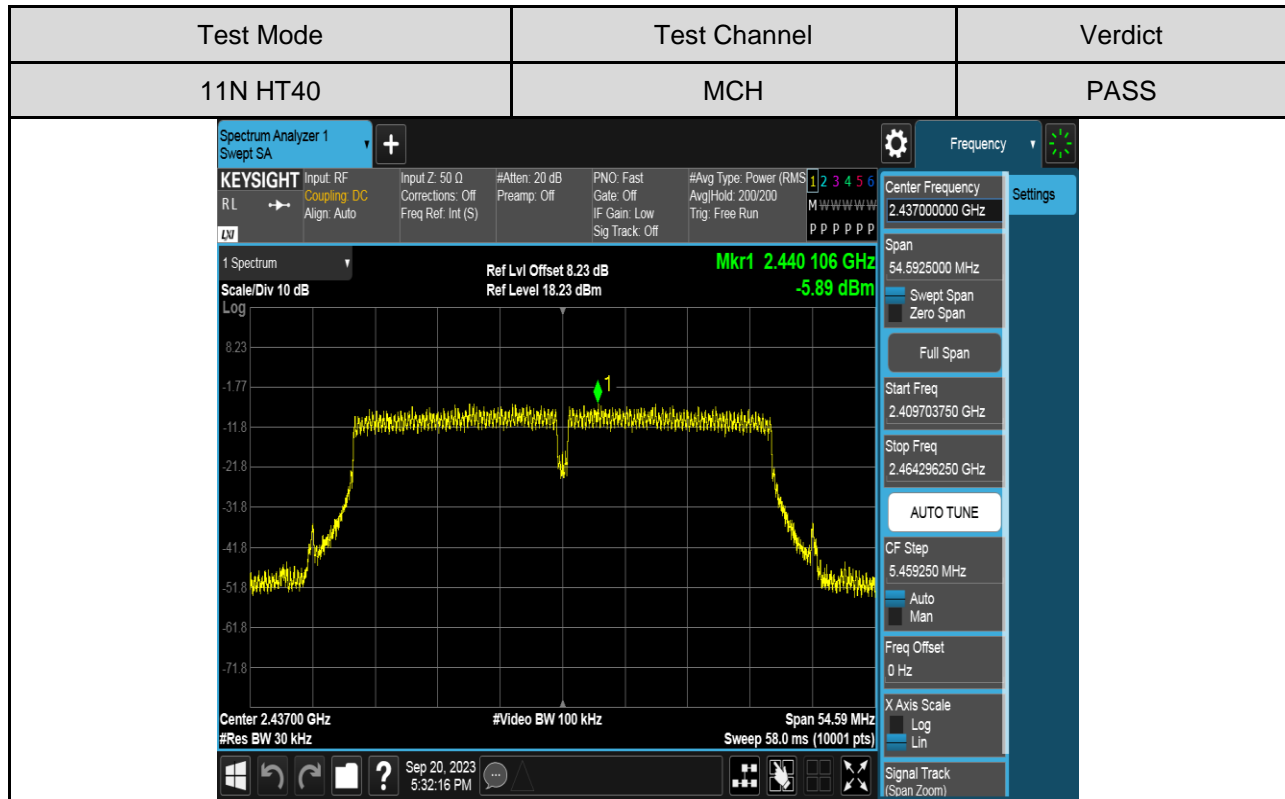 Test Mode Test Channel Verdict
11N HT40 MCH PASS
Spectrum Analyzer 1
Swept SA
+
Frequency
KEYSIGHT Input: RF Input Z: 50 Ω #Atten: 20 dB PNO: Fast #Avg Type: Power (RMS 1 2 3 4 5 6
RL Coupling: DC Corrections: Off Preamp: Off Gate: Off Avg|Hold: 200/200 M W W W W W
Align: Auto Freq Ref: Int (S) IF Gain: Low Trig: Free Run
LXI Sig Track: Off P P P P P P
1 Spectrum Ref Lvl Offset 8.23 dB Mkr1 2.440 106 GHz
Scale/Div 10 dB Ref Level 18.23 dBm -5.89 dBm
Log
8.23
1
-1.77
-11.8
-21.8
-31.8
-41.8
-51.8
-61.8
-71.8
Center 2.43700 GHz #Video BW 100 kHz Span 54.59 MHz
#Res BW 30 kHz Sweep 58.0 ms (10001 pts)
? Sep 20, 2023
5:32:16 PM
Center Frequency
2.437000000 GHz
Settings
Span
54.5925000 MHz
Swept Span
Zero Span
Full Span
Start Freq
2.409703750 GHz
Stop Freq
2.464296250 GHz
AUTO TUNE
CF Step
5.459250 MHz
Auto
Man
Freq Offset
0 Hz
X Axis Scale
Log
Lin
Signal Track
(Span Zoom)